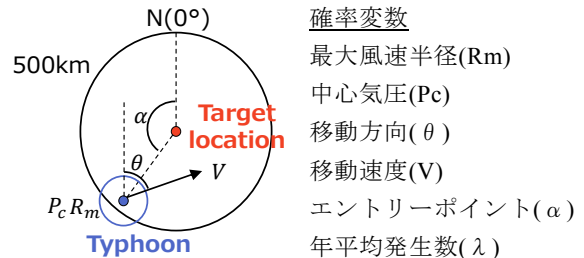 N(0°)
500km
α
Target
location
θ
V
P_c R_m
Typhoon
確率変数
最大風速半径(Rm)
中心気圧(Pc)
移動方向(θ)
移動速度(V)
エントリーポイント(α)
年平均発生数(λ)